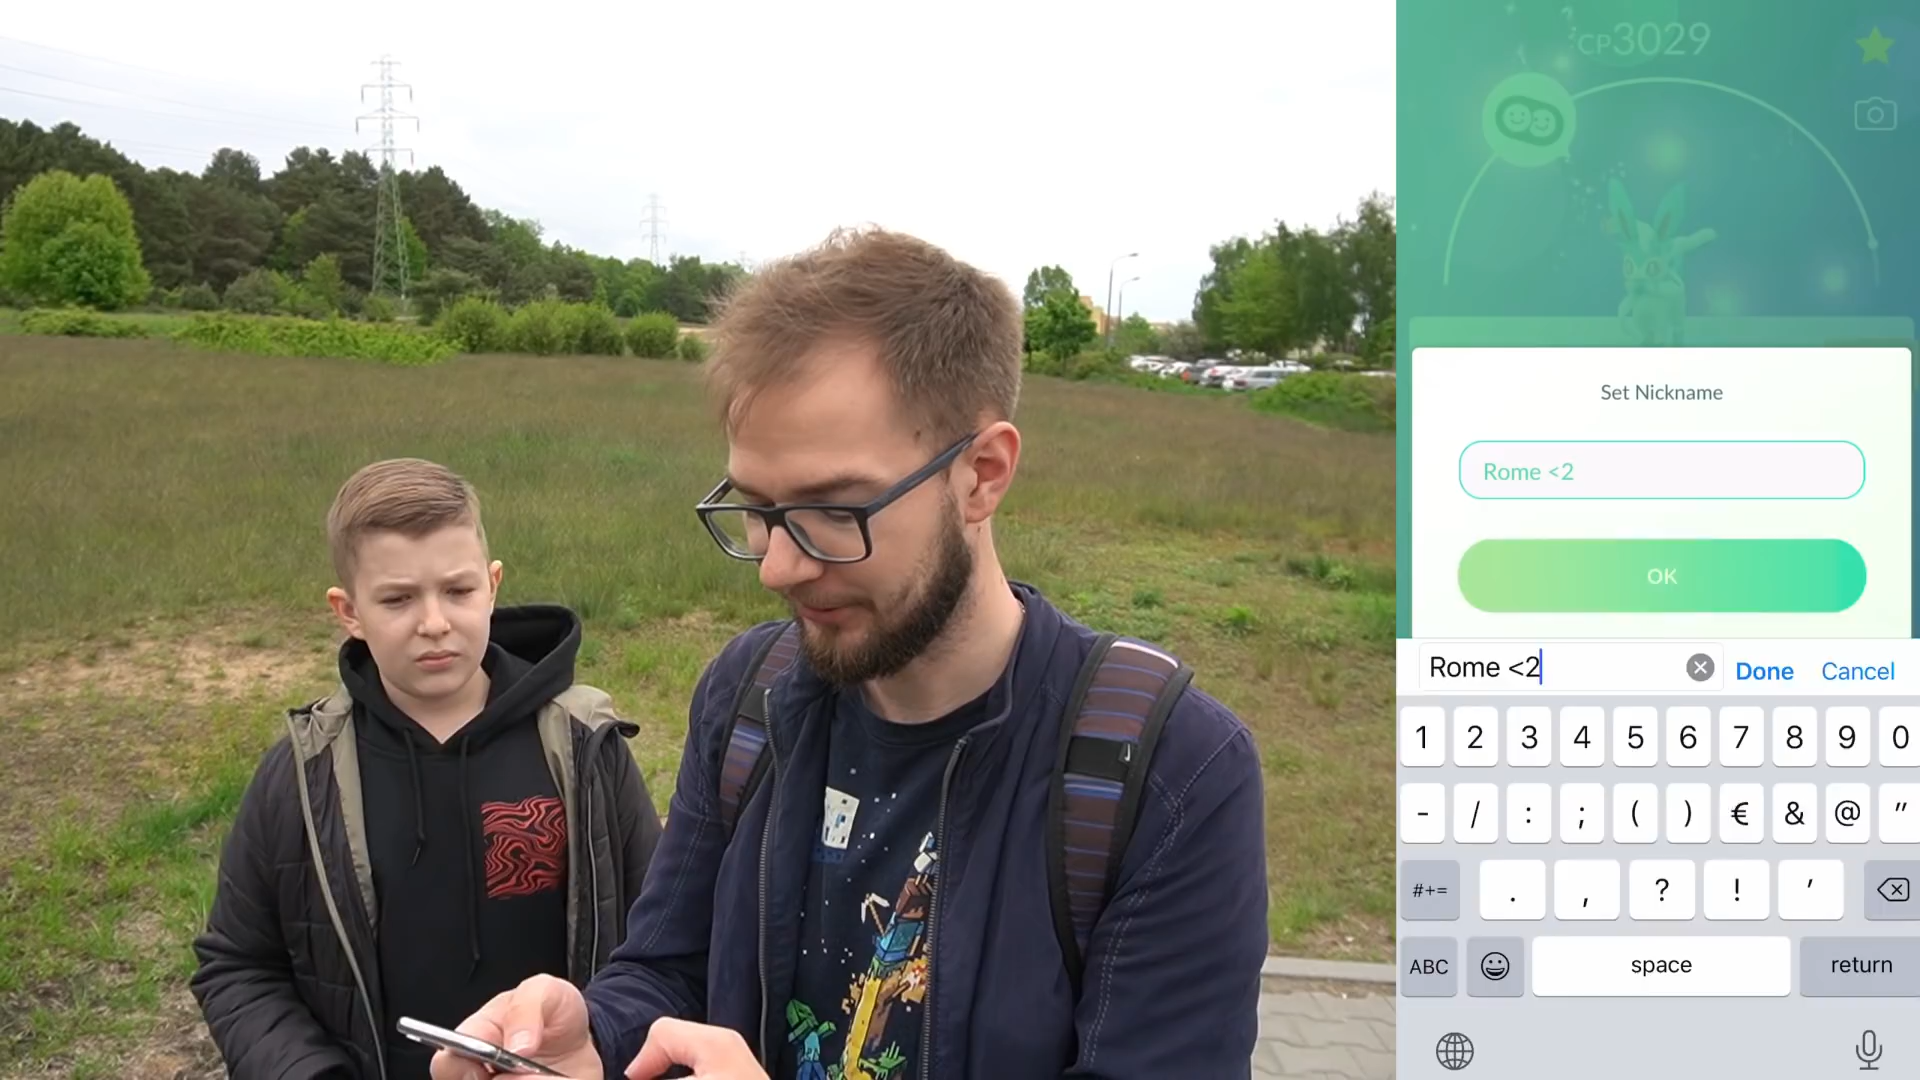 CP3029
Set Nickname
Rome <2
OK
Rome <2
Done Cancel
1 2 3 4 5 6 7 8 9 0
- / : ; ( ) € & @ "
#+= . , ? ! '
ABC space return